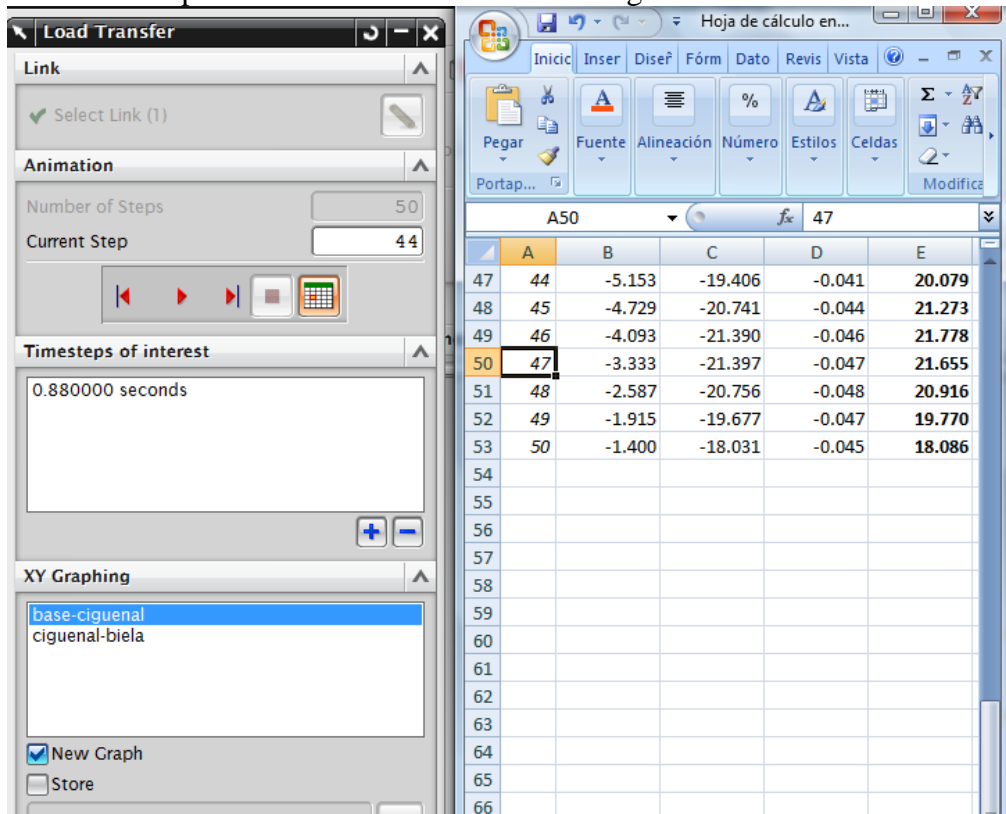 Load Transfer
Link
Select Link (1)
Animation
Number of Steps 50
Current Step 44
Timesteps of interest
0.880000 seconds
XY Graphing
base-ciguenal
ciguenal-biela
New Graph
Store
Hoja de cálculo en...
Inicic Inser Diseñ Fórm Dato Revis Vista
Pegar Fuente Alineación Número Estilos Celdas
Portap... Modifica
A50 fx 47
A B C D E
47 44 -5.153 -19.406 -0.041 20.079
48 45 -4.729 -20.741 -0.044 21.273
49 46 -4.093 -21.390 -0.046 21.778
50 47 -3.333 -21.397 -0.047 21.655
51 48 -2.587 -20.756 -0.048 20.916
52 49 -1.915 -19.677 -0.047 19.770
53 50 -1.400 -18.031 -0.045 18.086
54
55
56
57
58
59
60
61
62
63
64
65
66